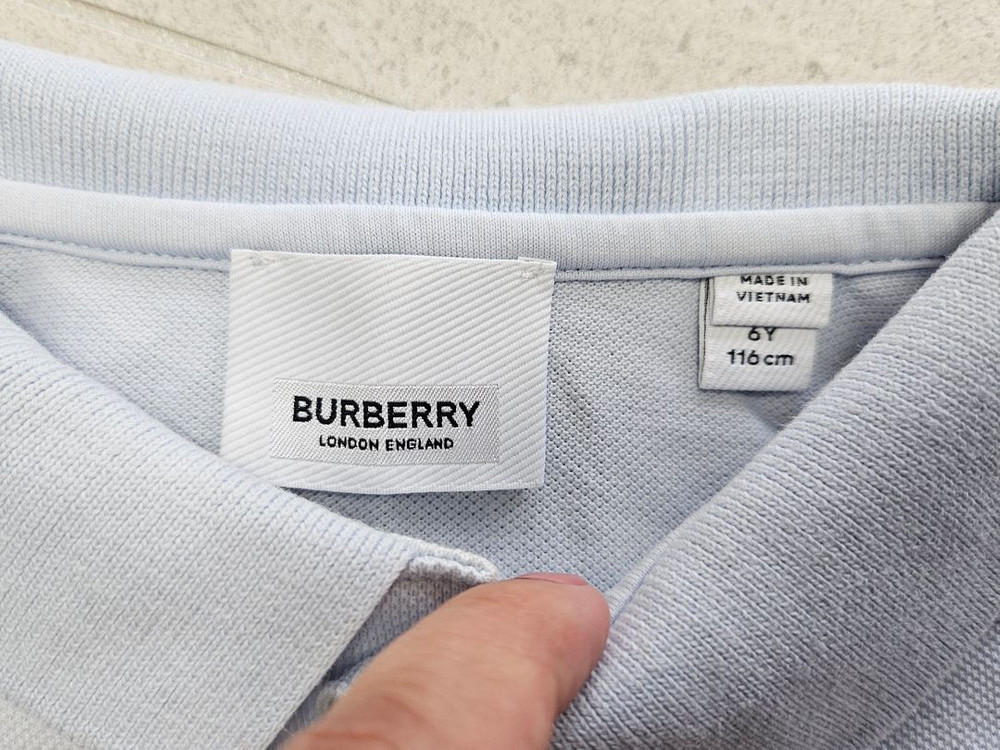 BURBERRY
LONDON ENGLAND
MADE IN
VIETNAM
6Y
116 cm